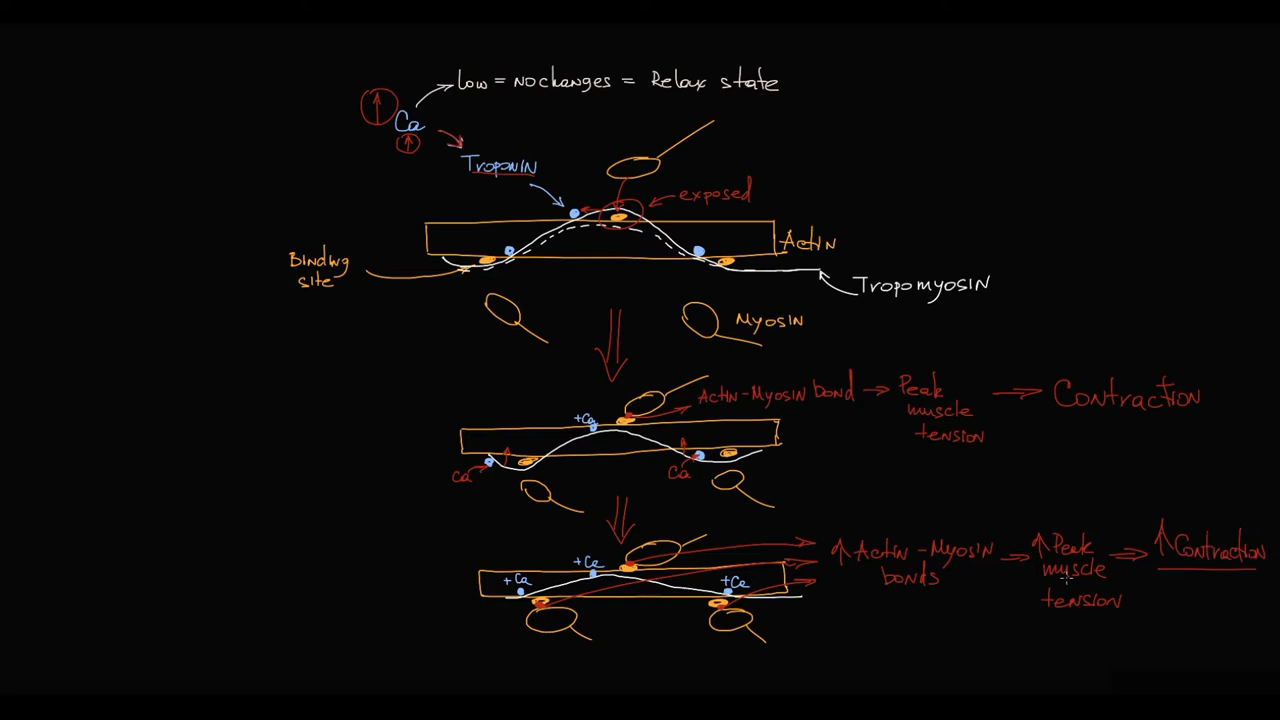 Low = no changes = Relax state
Ca
Troponin
exposed
Actin
Binding
site
Tropomyosin
Myosin
Actin-Myosin bond → Peak
muscle
tension
→ Contraction
+Ca
Ca
Ca
+Ca
+Ca
+Ca
↑ Actin - Myosin
bonds
→ ↑ Peak
muscle
tension
⇒ ↑ Contraction